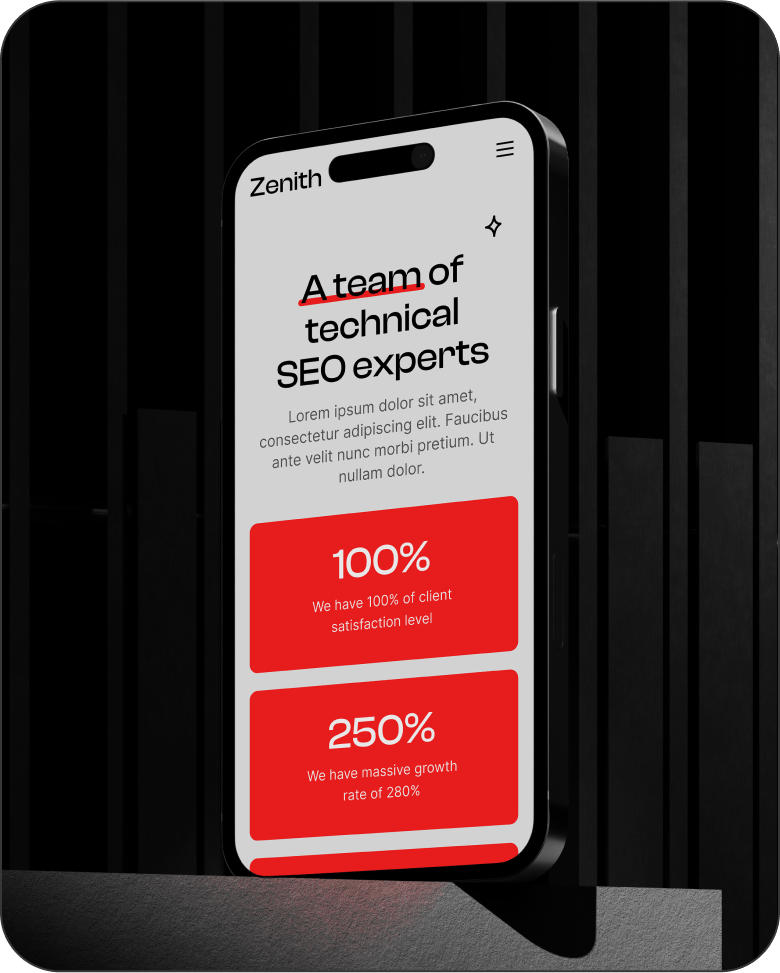 Zenith
A team of
technical
SEO experts
Lorem ipsum dolor sit amet,
consectetur adipiscing elit. Faucibus
ante velit nunc morbi pretium. Ut
nullam dolor.
100%
We have 100% of client
satisfaction level
250%
We have massive growth
rate of 280%